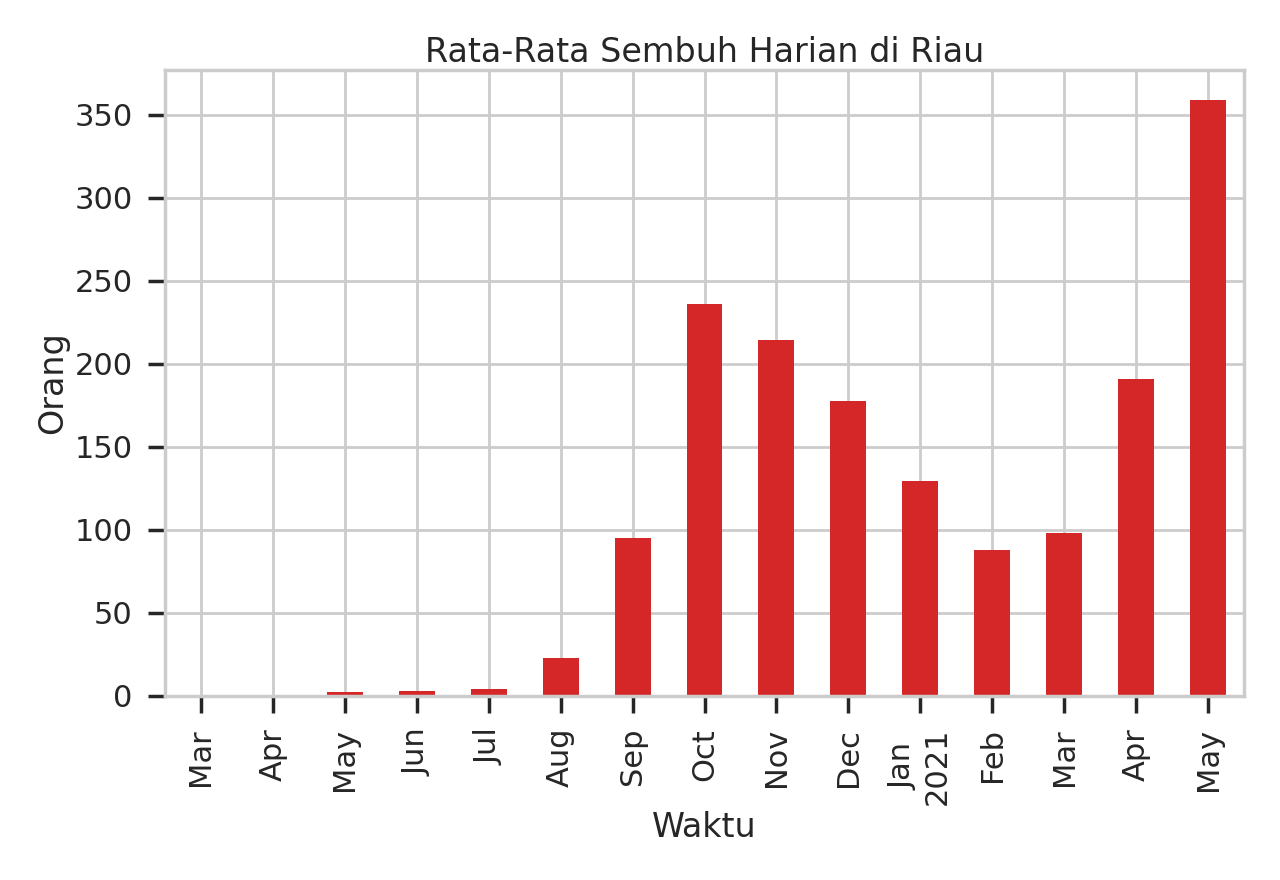 Rata-Rata Sembuh Harian di Riau
Orang
350
300
250
200
150
100
50
0
Mar
Apr
May
Jun
Jul
Aug
Sep
Oct
Nov
Dec
Jan
2021
Feb
Mar
Apr
May
Waktu